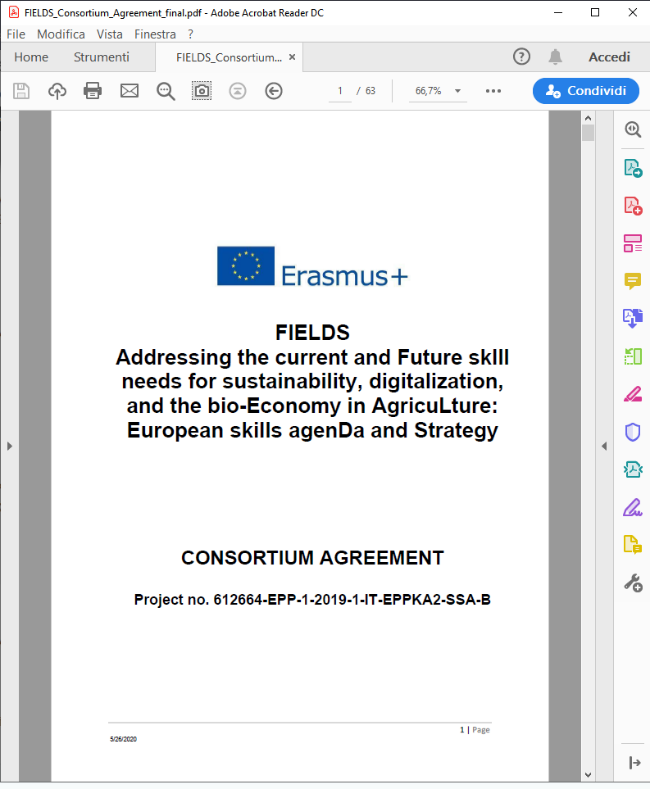 FIELDS_Consortium_Agreement_final.pdf - Adobe Acrobat Reader DC
File Modifica Vista Finestra ?
Home Strumenti FIELDS_Consortium... × ? Accedi
1 / 63 66,7% Condividi
Erasmus+
FIELDS
Addressing the current and Future skIll
needs for sustainability, digitalization,
and the bio-Economy in AgricuLture:
European skills agenDa and Strategy
CONSORTIUM AGREEMENT
Project no. 612664-EPP-1-2019-1-IT-EPPKA2-SSA-B
1 | Page
5/26/2020